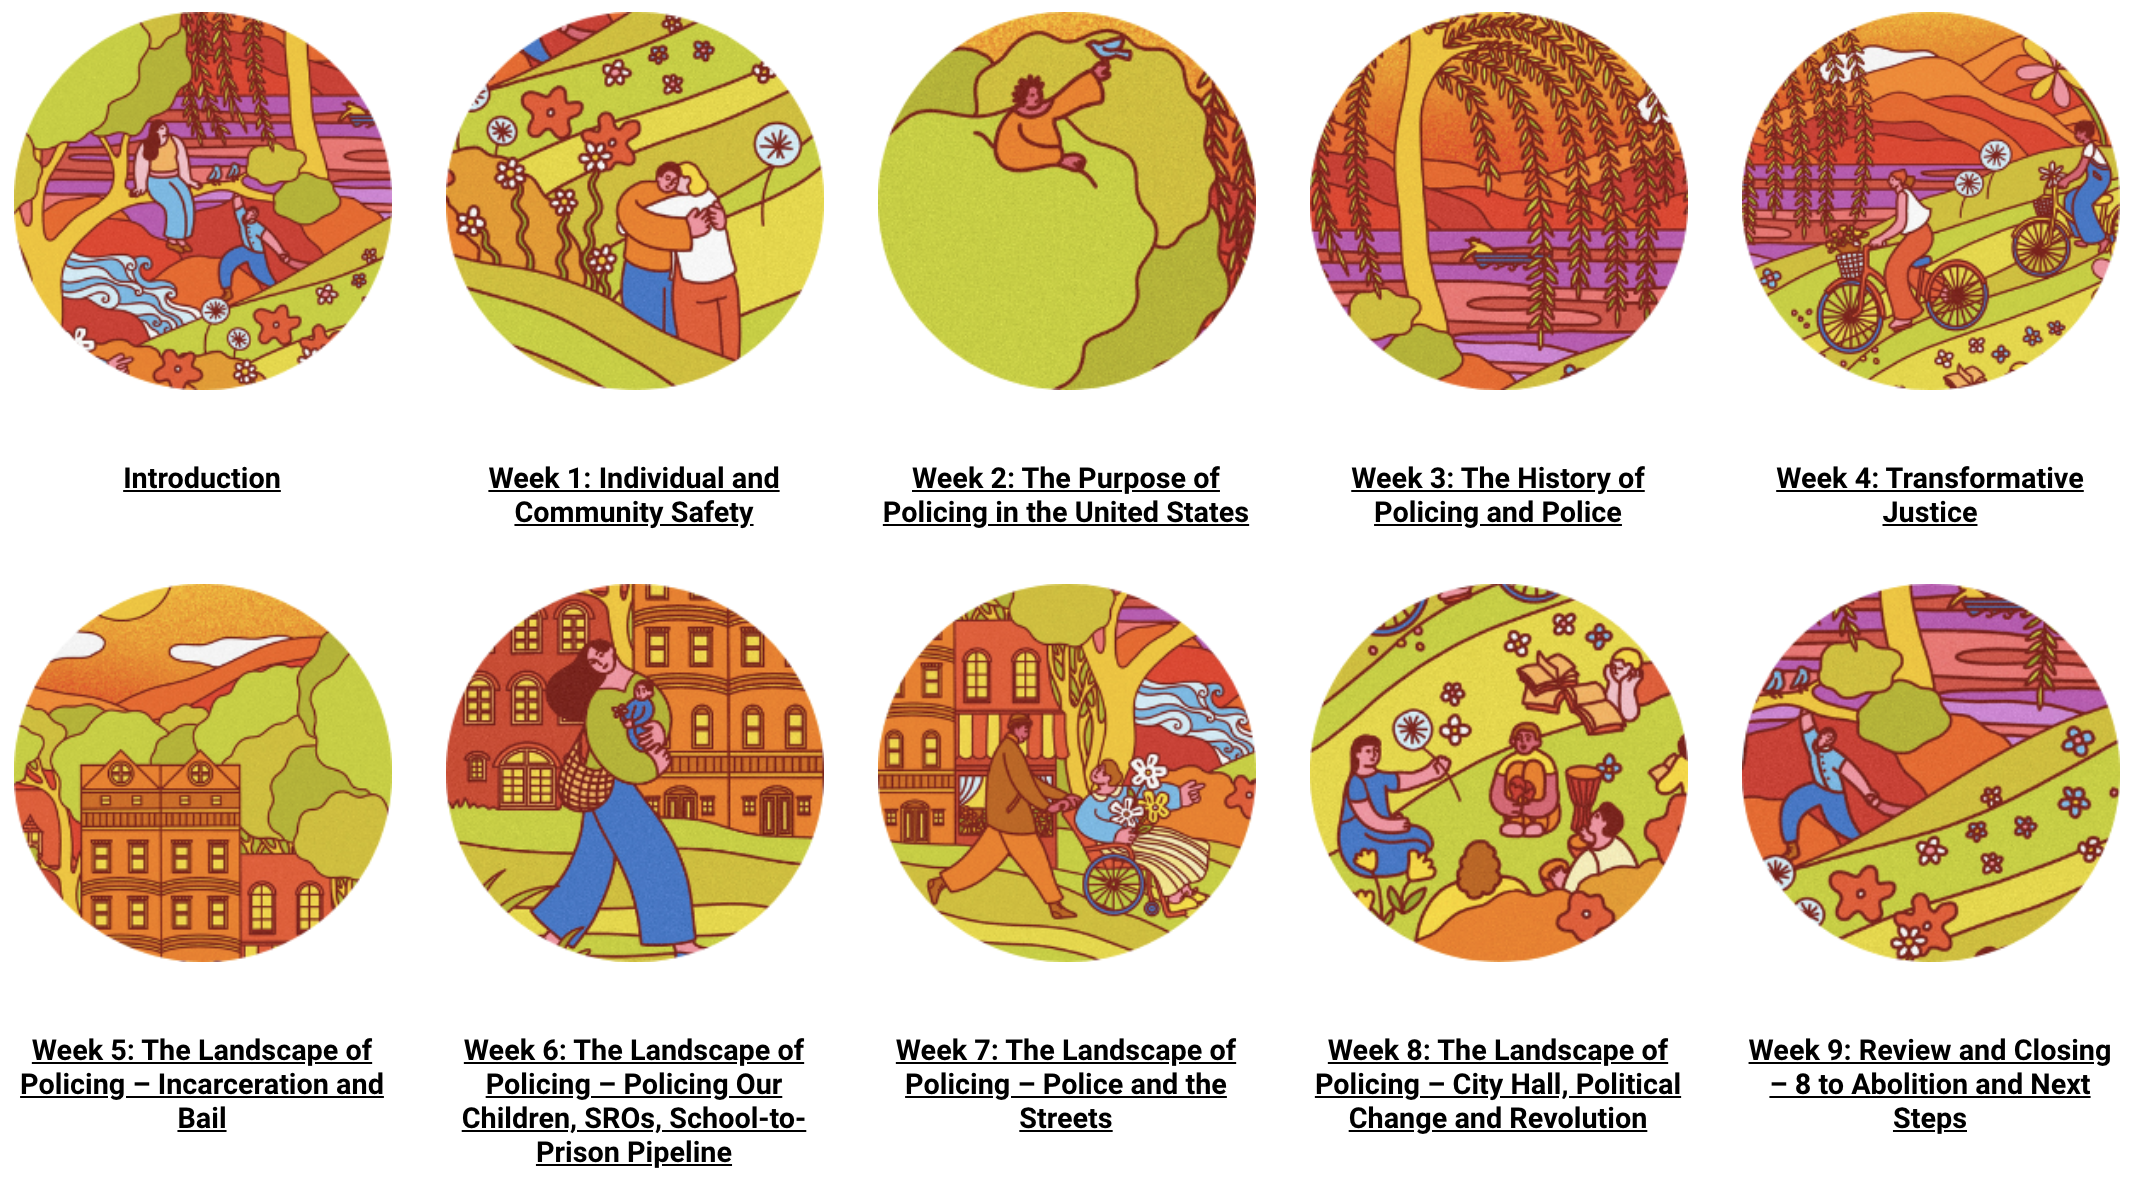 Introduction
Week 1: Individual and
Community Safety
Week 2: The Purpose of
Policing in the United States
Week 3: The History of
Policing and Police
Week 4: Transformative
Justice
Week 5: The Landscape of
Policing – Incarceration and
Bail
Week 6: The Landscape of
Policing – Policing Our
Children, SROs, School-to-
Prison Pipeline
Week 7: The Landscape of
Policing – Police and the
Streets
Week 8: The Landscape of
Policing – City Hall, Political
Change and Revolution
Week 9: Review and Closing
– 8 to Abolition and Next
Steps